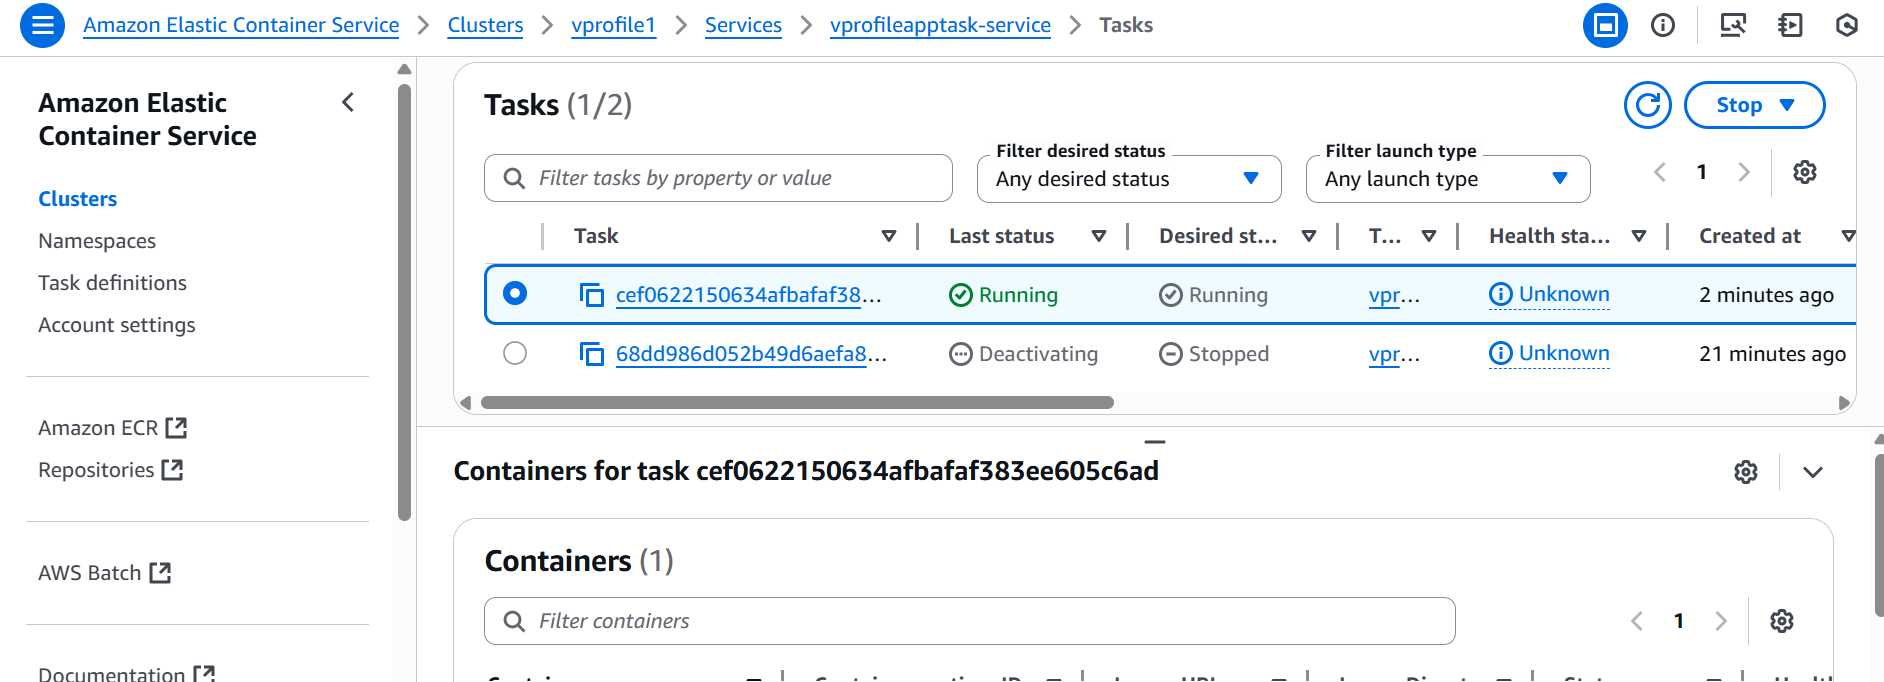 Amazon Elastic Container Service > Clusters > vprofile1 > Services > vprofileapptask-service > Tasks
Amazon Elastic
Container Service
Clusters
Namespaces
Task definitions
Account settings
Amazon ECR
Repositories
AWS Batch
Documentation
Tasks (1/2)
Stop
Filter tasks by property or value
Filter desired status
Any desired status
Filter launch type
Any launch type
1
Task Last status Desired st... T... Health sta... Created at
cef0622150634afbafaf38... Running Running vpr... Unknown 2 minutes ago
68dd986d052b49d6aefa8... Deactivating Stopped vpr... Unknown 21 minutes ago
Containers for task cef0622150634afbafaf383ee605c6ad
Containers (1)
Filter containers
1